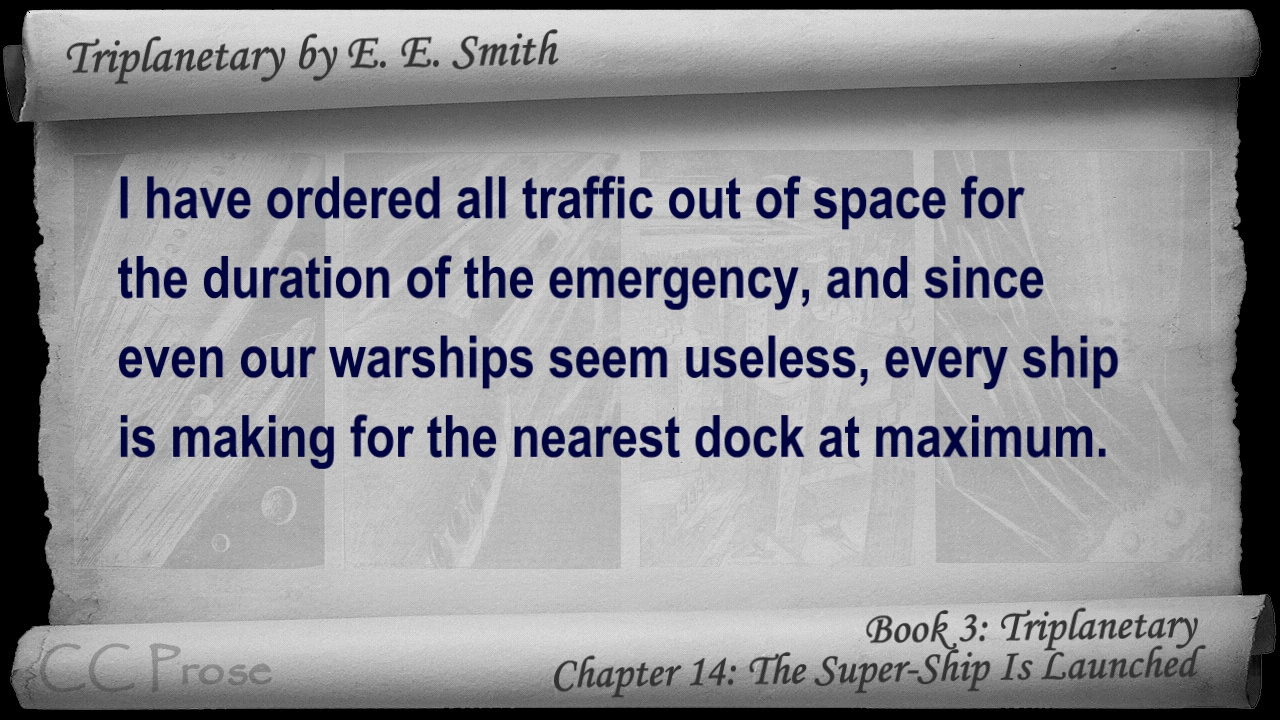 Triplanetary by E. E. Smith
I have ordered all traffic out of space for
the duration of the emergency, and since
even our warships seem useless, every ship
is making for the nearest dock at maximum.
Book 3: Triplanetary
Chapter 14: The Super-Ship Is Launched
CC Prose